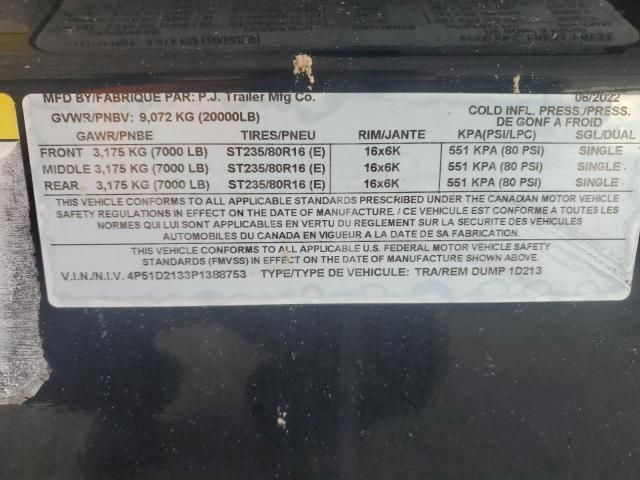 MFD BY/FABRIQUE PAR: P.J. Trailer Mfg Co. 06/2022
GVWR/PNBV: 9,072 KG (20000LB) COLD INFL. PRESS./PRESS. DE GONF A FROID
GAWR/PNBE TIRES/PNEU RIM/JANTE KPA(PSI/LPC) SGL/DUAL
FRONT 3,175 KG (7000 LB) ST235/80R16 (E) 16x6K 551 KPA (80 PSI) SINGLE
MIDDLE 3,175 KG (7000 LB) ST235/80R16 (E) 16x6K 551 KPA (80 PSI) SINGLE
REAR 3,175 KG (7000 LB) ST235/80R16 (E) 16x6K 551 KPA (80 PSI) SINGLE
THIS VEHICLE CONFORMS TO ALL APPLICABLE STANDARDS PRESCRIBED UNDER THE CANADIAN MOTOR VEHICLE
SAFETY REGULATIONS IN EFFECT ON THE DATE OF MANUFACTURE. / CE VEHICULE EST CONFORME A TOUTES LES
NORMES QUI LUI SONT APPLICABLES EN VERTU DU REGLEMENT SUR LA SECURITE DES VEHICULES
AUTOMOBILES DU CANADA EN VIGUEUR A LA DATE DE SA FABRICATION.
THIS VEHICLE CONFORMS TO ALL APPLICABLE U.S. FEDERAL MOTOR VEHICLE SAFETY
STANDARDS (FMVSS) IN EFFECT ON THE DATE OF MANUFACTURE SHOWN ABOVE.
V.I.N./N.I.V. 4P51D2133P1388753 TYPE/TYPE DE VEHICULE: TRA/REM DUMP 1D213